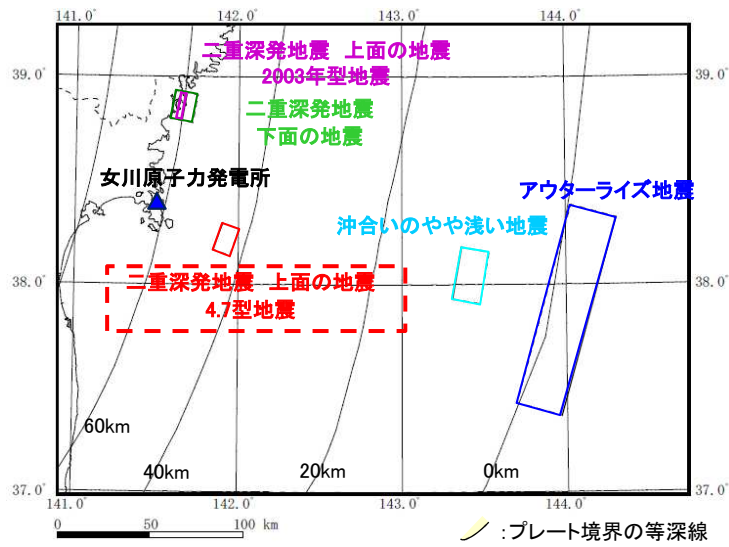 141.0° 142.0° 143.0° 144.0°
二重深発地震 上面の地震
39.0° 2003年型地震 39.0°
二重深発地震
下面の地震
女川原子力発電所
アウターライズ地震
沖合いのやや浅い地震
38.0° 38.0°
二重深発地震 上面の地震
4.7型地震
60km
40km 20km 0km
37.0° 37.0°
141.0° 142.0° 143.0° 144.0°
0 50 100 km
:プレート境界の等深線